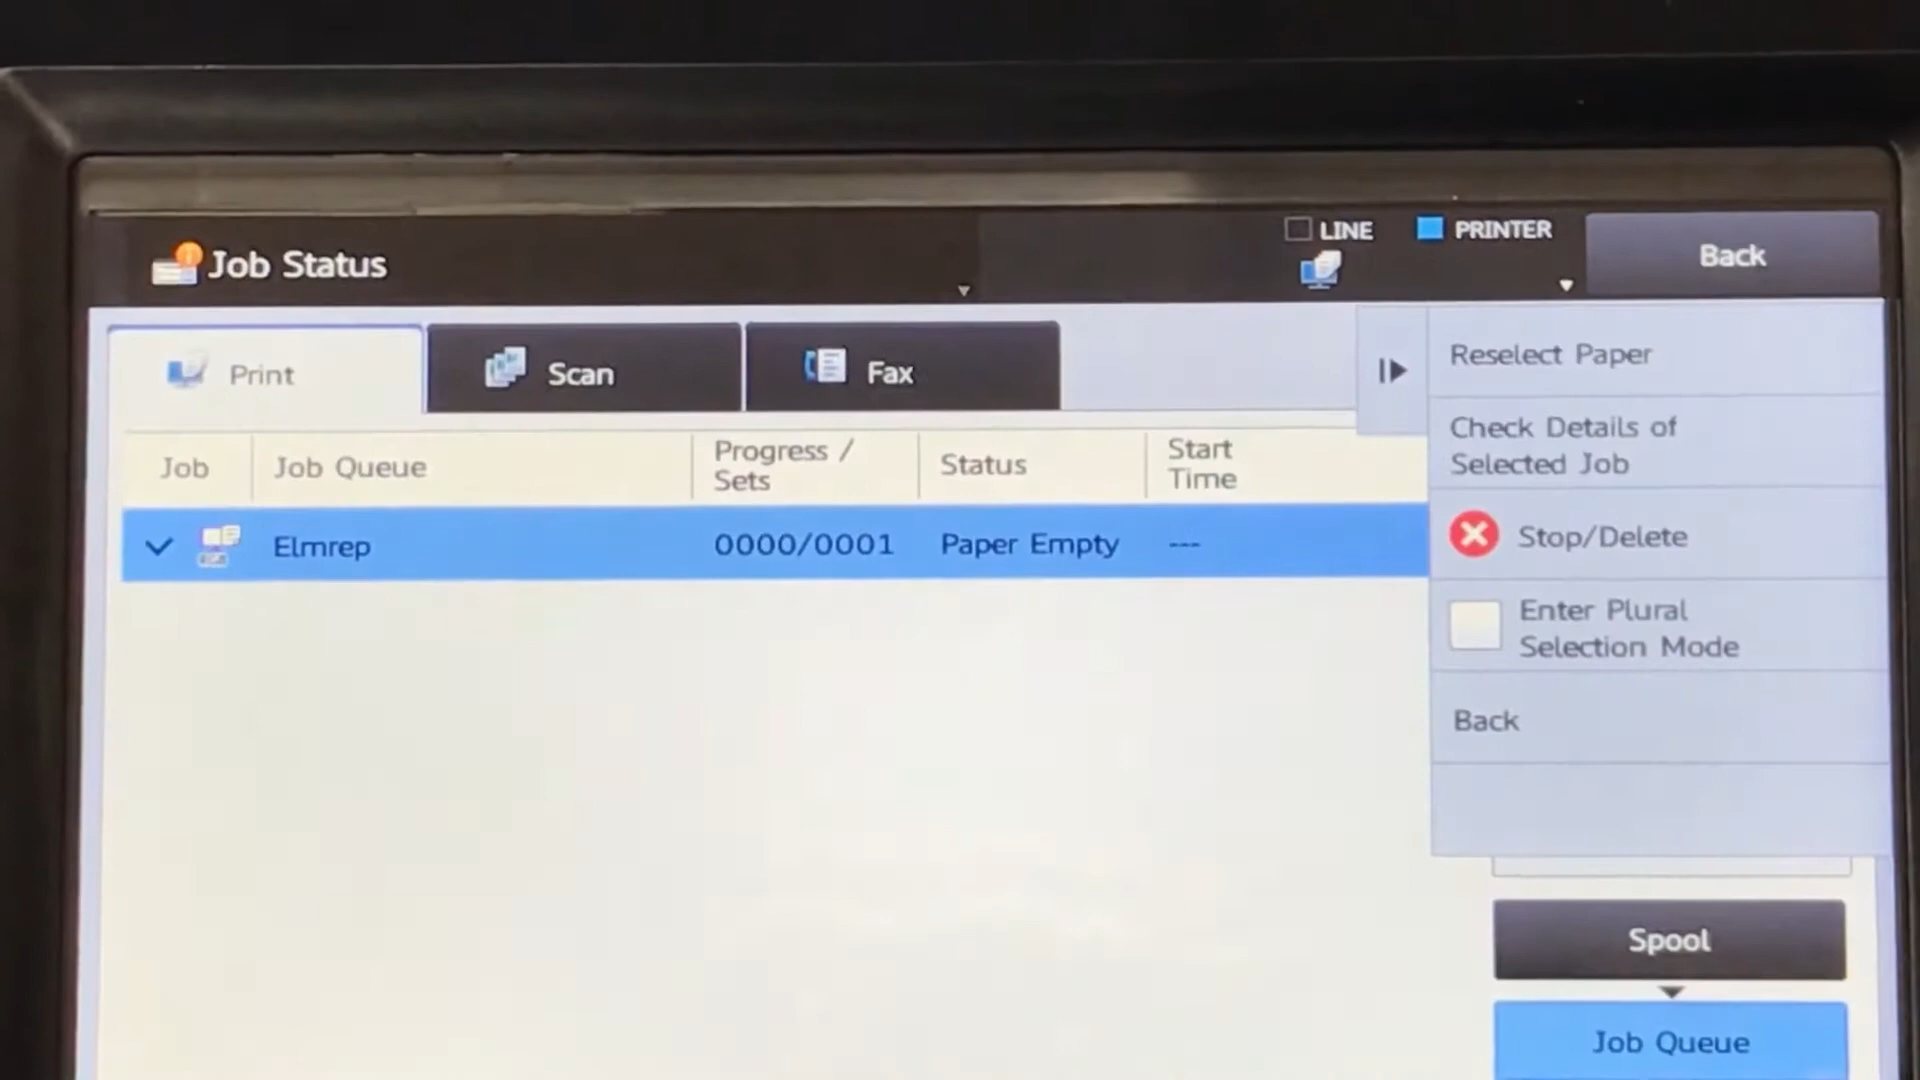 Job Status
LINE
PRINTER
Back
Print
Scan
Fax
Reselect Paper
Check Details of
Selected Job
Job
Job Queue
Progress /
Sets
Status
Start
Time
Elmrep
0000/0001
Paper Empty
---
Stop/Delete
Enter Plural
Selection Mode
Back
Spool
Job Queue